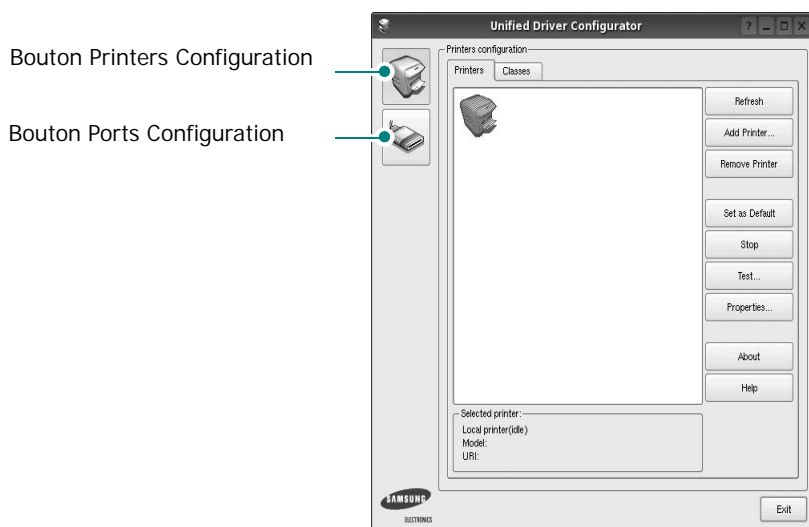 Unified Driver Configurator
Bouton Printers Configuration
Bouton Ports Configuration
Printers configuration
Printers
Classes
Refresh
Add Printer...
Remove Printer
Set as Default
Stop
Test...
Properties...
About
Help
Selected printer:
Local printer(idle)
Model:
URI:
SAMSUNG
ELECTRONICS
Exit